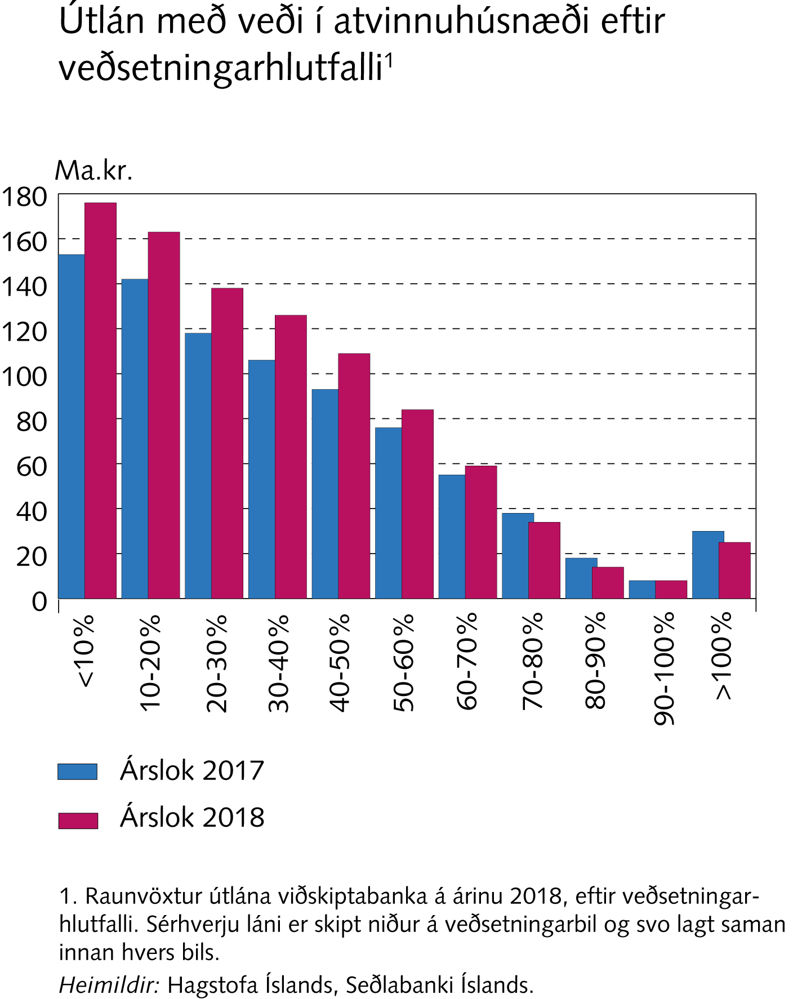 Útlán með veði í atvinnuhúsnæði eftir
veðsetningarhlutfalli¹
Ma.kr.
180
160
140
120
100
80
60
40
20
0
<10%
10-20%
20-30%
30-40%
40-50%
50-60%
60-70%
70-80%
80-90%
90-100%
>100%
Árslok 2017
Árslok 2018
1. Raunvöxtur útlána viðskiptabanka á árinu 2018, eftir veðsetningar-
hlutfalli. Sérhverju láni er skipt niður á veðsetningarbil og svo lagt saman
innan hvers bils.
Heimildir: Hagstofa Íslands, Seðlabanki Íslands.